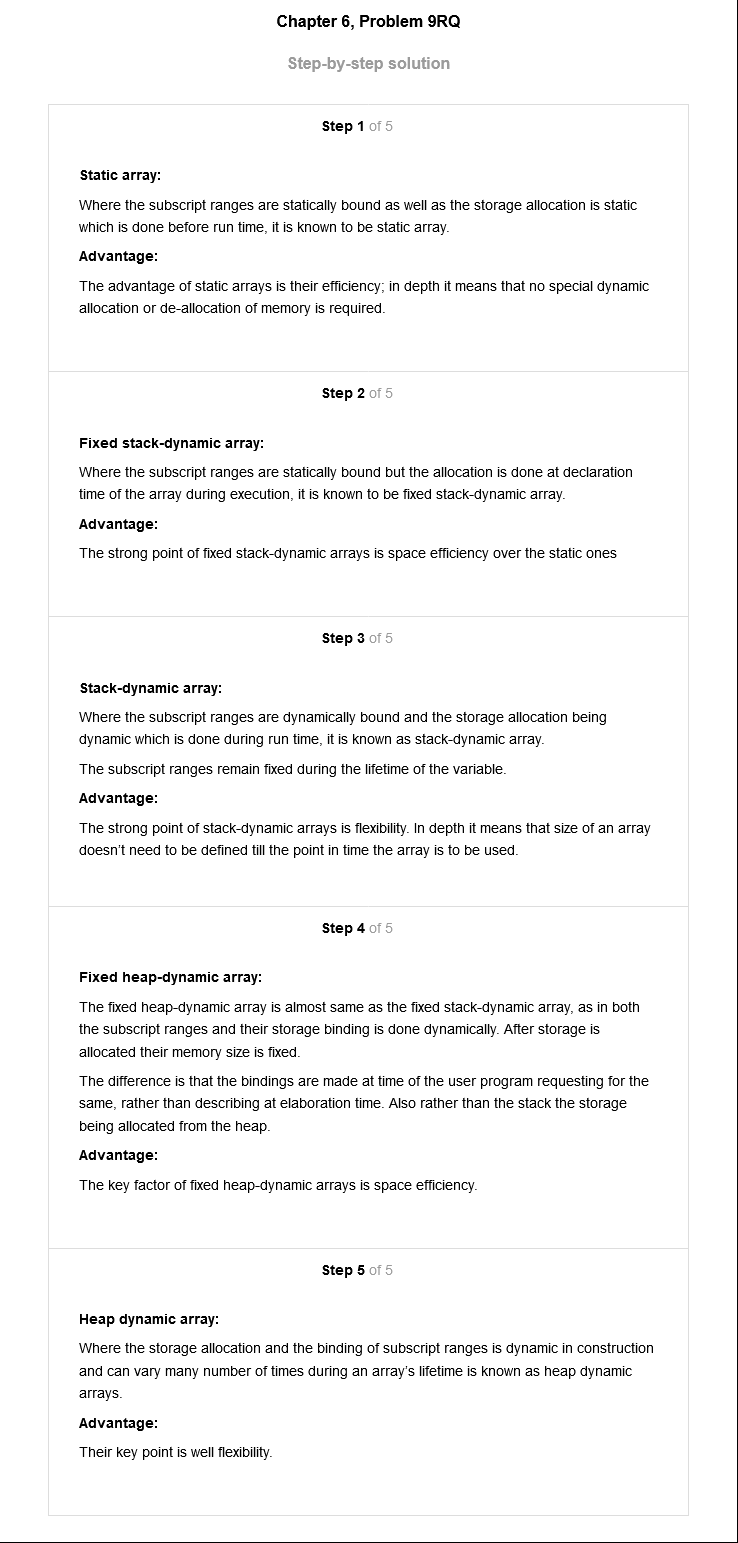 Chapter 6, Problem 9RQ
Step-by-step solution
Step 1 of 5
Static array:
Where the subscript ranges are statically bound as well as the storage allocation is static
which is done before run time, it is known to be static array.
Advantage:
The advantage of static arrays is their efficiency; in depth it means that no special dynamic
allocation or de-allocation of memory is required.
Step 2 of 5
Fixed stack-dynamic array:
Where the subscript ranges are statically bound but the allocation is done at declaration
time of the array during execution, it is known to be fixed stack-dynamic array.
Advantage:
The strong point of fixed stack-dynamic arrays is space efficiency over the static ones
Step 3 of 5
Stack-dynamic array:
Where the subscript ranges are dynamically bound and the storage allocation being
dynamic which is done during run time, it is known as stack-dynamic array.
The subscript ranges remain fixed during the lifetime of the variable.
Advantage:
The strong point of stack-dynamic arrays is flexibility. In depth it means that size of an array
doesn't need to be defined till the point in time the array is to be used.
Step 4 of 5
Fixed heap-dynamic array:
The fixed heap-dynamic array is almost same as the fixed stack-dynamic array, as in both
the subscript ranges and their storage binding is done dynamically. After storage is
allocated their memory size is fixed.
The difference is that the bindings are made at time of the user program requesting for the
same, rather than describing at elaboration time. Also rather than the stack the storage
being allocated from the heap.
Advantage:
The key factor of fixed heap-dynamic arrays is space efficiency.
Step 5 of 5
Heap dynamic array:
Where the storage allocation and the binding of subscript ranges is dynamic in construction
and can vary many number of times during an array's lifetime is known as heap dynamic
arrays.
Advantage:
Their key point is well flexibility.